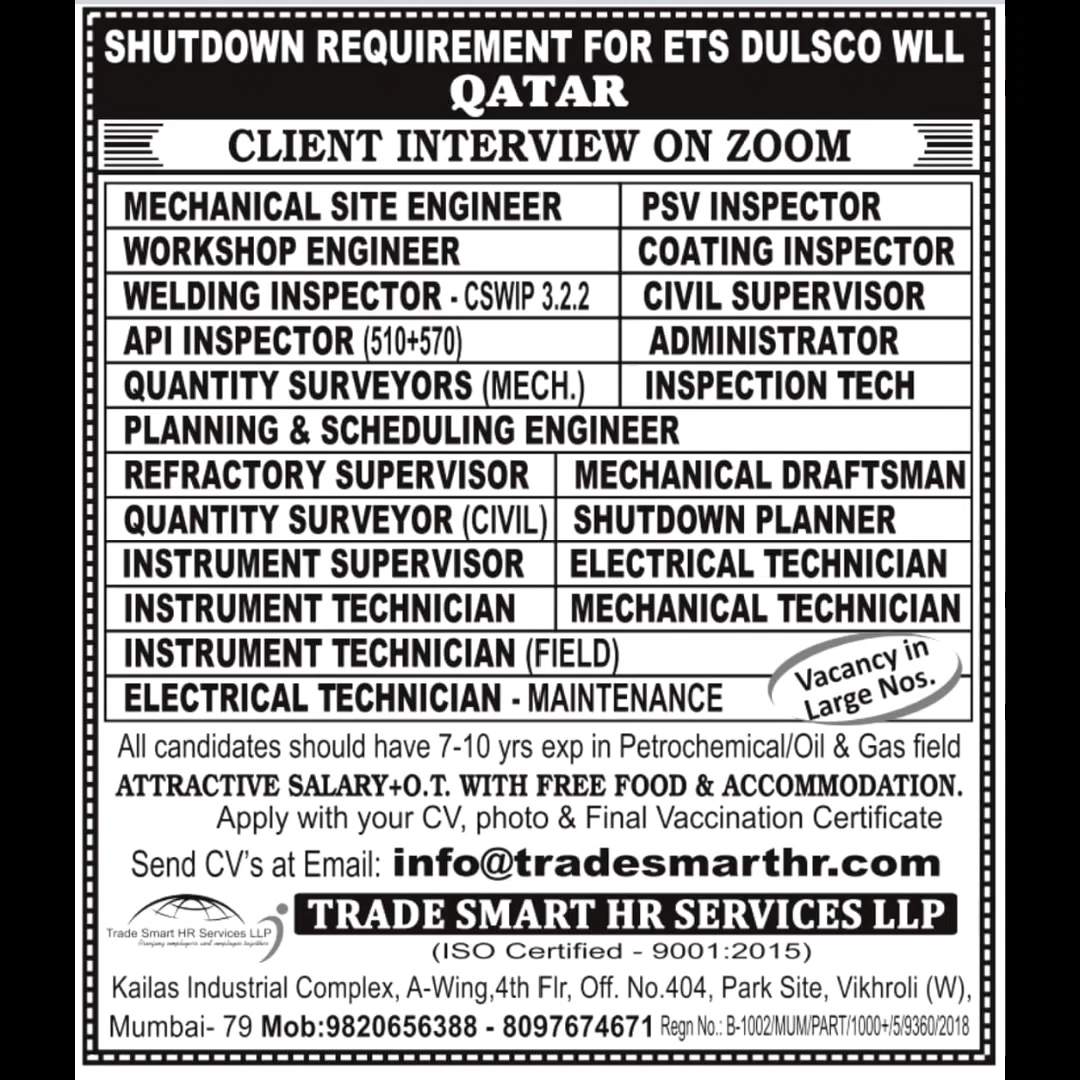 SHUTDOWN REQUIREMENT FOR ETS DULSCO WLL
QATAR
CLIENT INTERVIEW ON ZOOM
MECHANICAL SITE ENGINEER PSV INSPECTOR
WORKSHOP ENGINEER COATING INSPECTOR
WELDING INSPECTOR - CSWIP 3.2.2 CIVIL SUPERVISOR
API INSPECTOR (510+570) ADMINISTRATOR
QUANTITY SURVEYORS (MECH.) INSPECTION TECH
PLANNING & SCHEDULING ENGINEER
REFRACTORY SUPERVISOR MECHANICAL DRAFTSMAN
QUANTITY SURVEYOR (CIVIL) SHUTDOWN PLANNER
INSTRUMENT SUPERVISOR ELECTRICAL TECHNICIAN
INSTRUMENT TECHNICIAN MECHANICAL TECHNICIAN
INSTRUMENT TECHNICIAN (FIELD)
ELECTRICAL TECHNICIAN - MAINTENANCE
Vacancy in
Large Nos.
All candidates should have 7-10 yrs exp in Petrochemical/Oil & Gas field
ATTRACTIVE SALARY+O.T. WITH FREE FOOD & ACCOMMODATION.
Apply with your CV, photo & Final Vaccination Certificate
Send CV's at Email: info@tradesmarthr.com
Trade Smart HR Services LLP
Bringing employers and employee together
TRADE SMART HR SERVICES LLP
(ISO Certified - 9001:2015)
Kailas Industrial Complex, A-Wing,4th Flr, Off. No.404, Park Site, Vikhroli (W),
Mumbai- 79 Mob:9820656388 - 8097674671 Regn No.: B-1002/MUM/PART/1000+/5/9360/2018